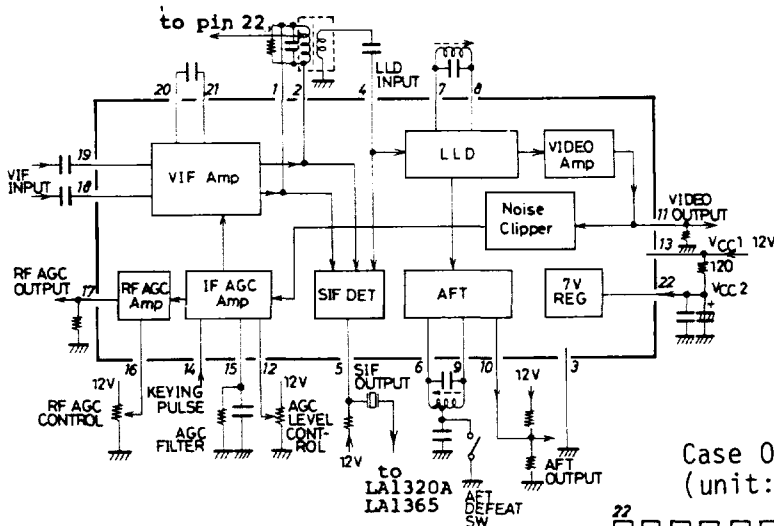 to pin 22
20 21 1 2 4 7 8
LLD
INPUT
19
VIF
INPUT
18
VIF Amp
LLD
VIDEO
Amp
Noise
Clipper
VIDEO
OUTPUT
11
13 VCC1 12V
120
22 VCC2
RF AGC
OUTPUT
17
RF AGC
Amp
IF AGC
Amp
SIF DET
AFT
7V
REG
16 14 15 12 5 6 9 10 3
12V
RF AGC
CONTROL
KEYING
PULSE
AGC
FILTER
12V
AGC
LEVEL
CONT-
ROL
SIF
OUTPUT
12V
to
LA1320A
LA1365
AFT
DEFEAT
SW
12V
AFT
OUTPUT
Case O
(unit:
22